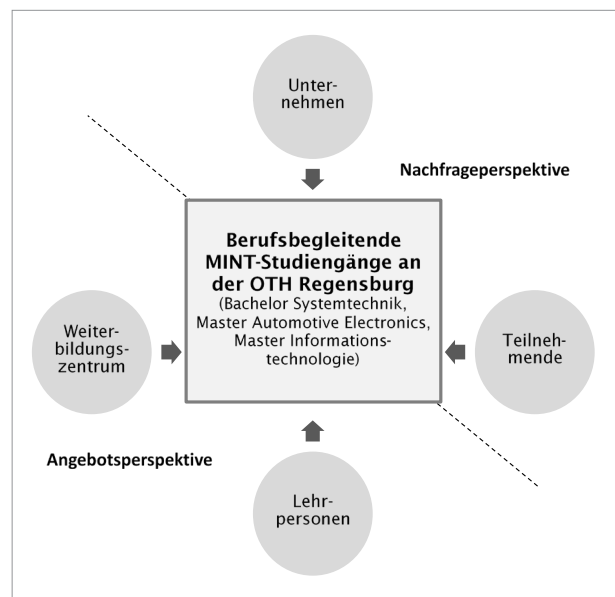 Unter-
nehmen
Nachfrageperspektive
Berufsbegleitende
MINT-Studiengänge an
der OTH Regensburg
(Bachelor Systemtechnik,
Master Automotive Electronics,
Master Informations-
technologie)
Weiter-
bildungs-
zentrum
Teilneh-
mende
Angebotsperspektive
Lehr-
personen